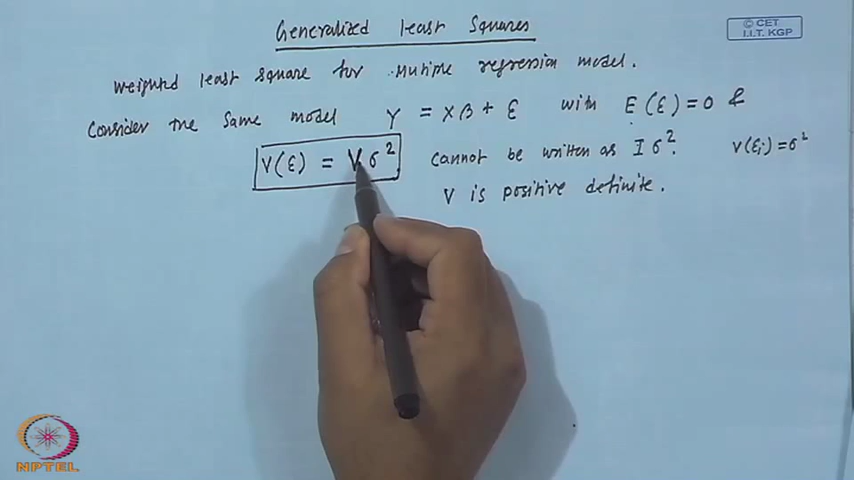 Generalized least Squares
© CET
I.I.T. KGP
Weighted least square for Multiple regression model.
Consider the same model Y = Xβ + ε with E(ε) = 0 &
V(ε) = Vσ² cannot be written as Iσ². V(εi) = σ²
V is positive definite.
NPTEL